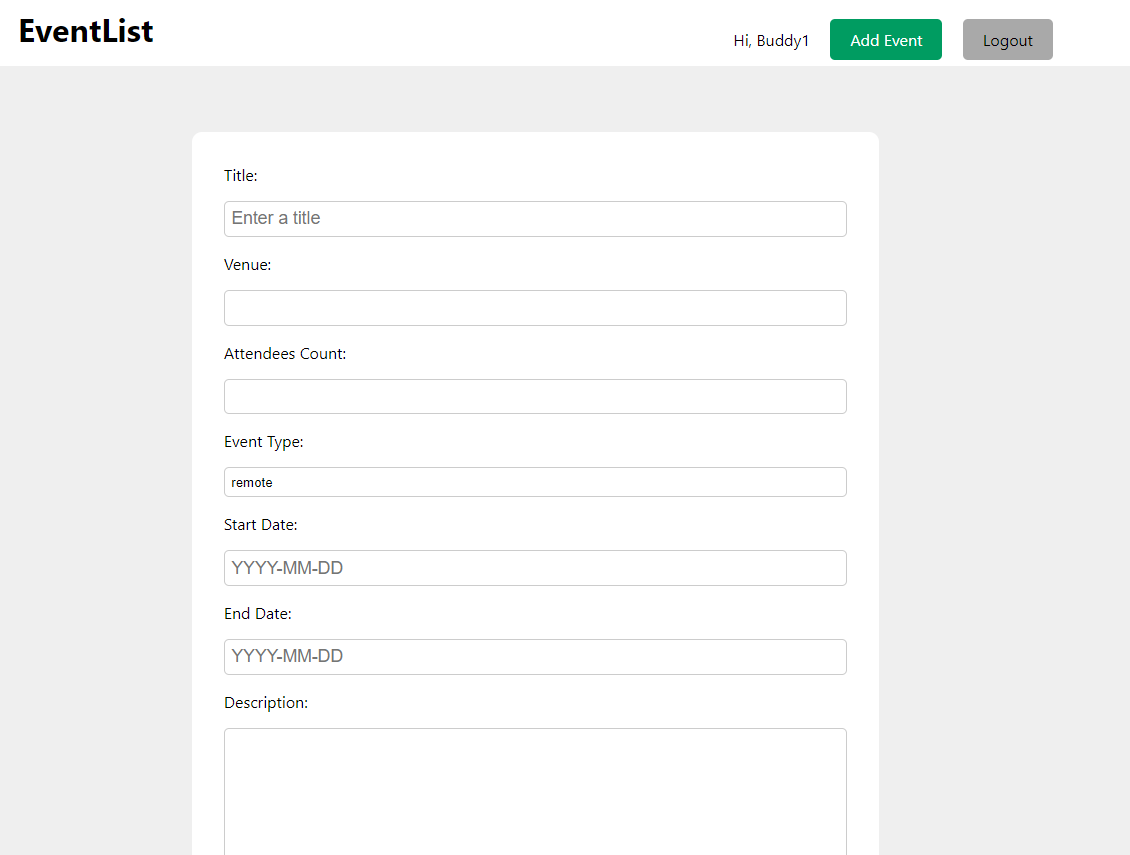 EventList
Hi, Buddy1
Add Event
Logout
Title:
Enter a title
Venue:
Attendees Count:
Event Type:
remote
Start Date:
YYYY-MM-DD
End Date:
YYYY-MM-DD
Description: